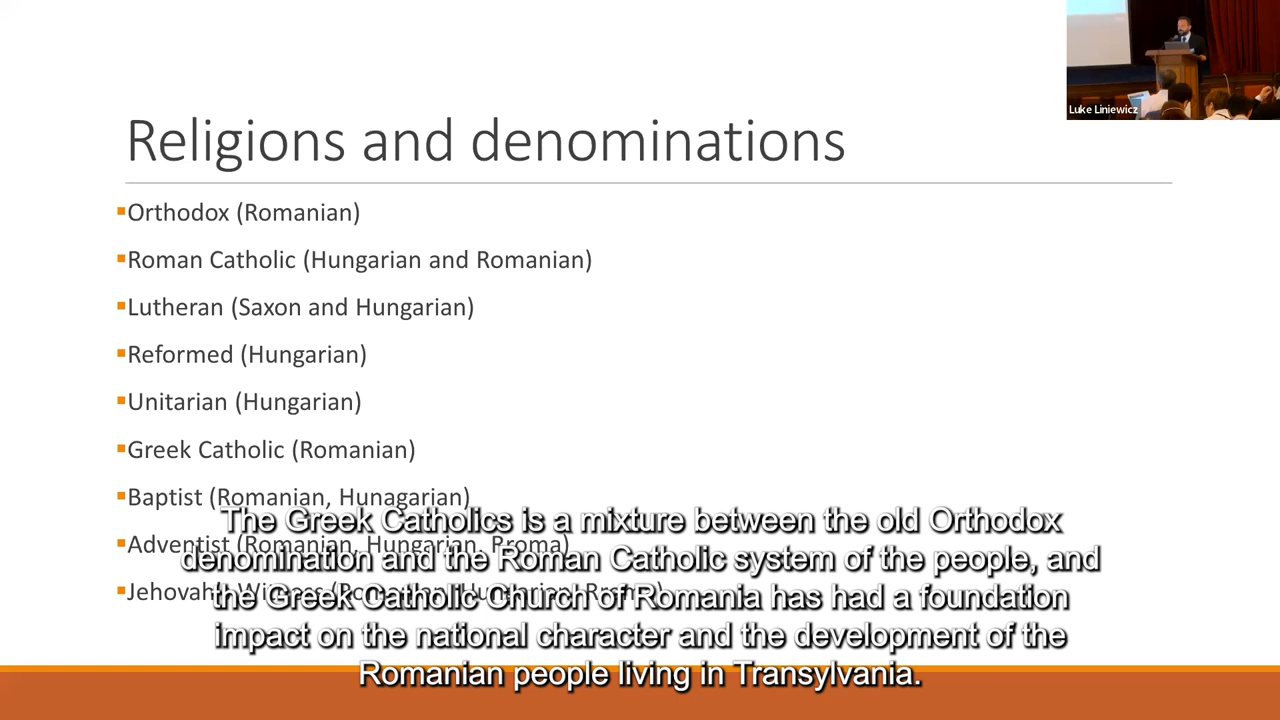 Luke Liniewicz
Religions and denominations
Orthodox (Romanian)
Roman Catholic (Hungarian and Romanian)
Lutheran (Saxon and Hungarian)
Reformed (Hungarian)
Unitarian (Hungarian)
Greek Catholic (Romanian)
Baptist (Romanian, Hunagarian)
Adventist (Romanian, Hungarian, Rroma)
The Greek Catholics is a mixture between the old Orthodox
denomination and the Roman Catholic system of the people, and
the Greek Catholic Church of Romania has had a foundation
impact on the national character and the development of the
Romanian people living in Transylvania.